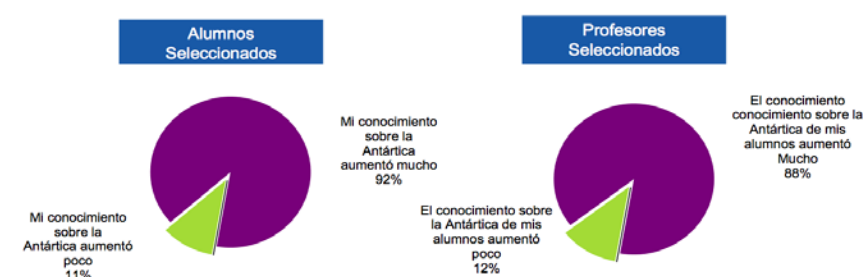 Alumnos
Seleccionados
Profesores
Seleccionados
Mi conocimiento
sobre la
Antártica
aumentó mucho
92%
Mi conocimiento
sobre la
Antártica aumentó
poco
11%
El conocimiento
conocimiento sobre la
Antártica de mis
alumnos aumentó
Mucho
88%
El conocimiento sobre
la Antártica de mis
alumnos aumentó
poco
12%